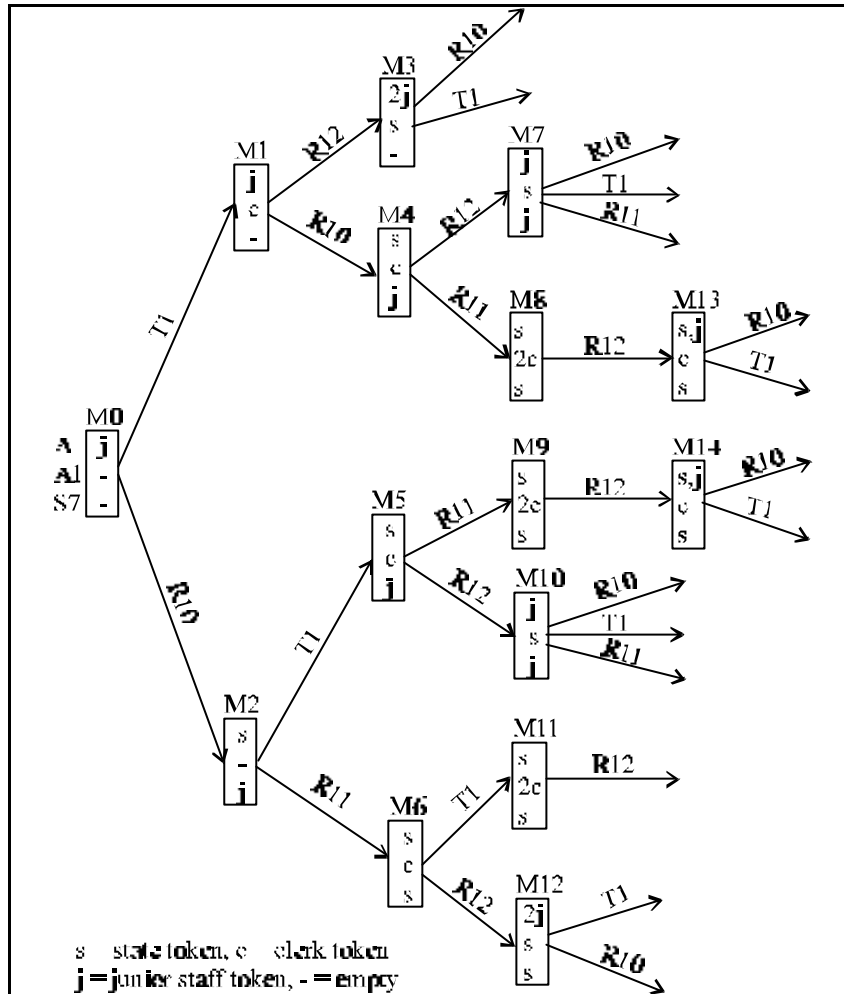 M0
A j
A1 -
S7 -
T1
R10
M1
j
c
-
R12
R10
M2
s
-
j
T1
R11
M3
2j
s
-
R10
T1
M4
s
c
j
R12
R11
M5
s
c
j
R11
R12
M6
s
c
s
T1
R12
M7
j
s
j
R10
T1
R11
M8
s
2c
s
R12
M9
s
2c
s
R12
M10
j
s
j
R10
T1
R11
M11
s
2c
s
R12
M12
2j
s
s
T1
R10
M13
s,j
c
s
R10
T1
M14
s,j
c
s
R10
T1
s = state token, c = clerk token
j = junior staff token, - = empty